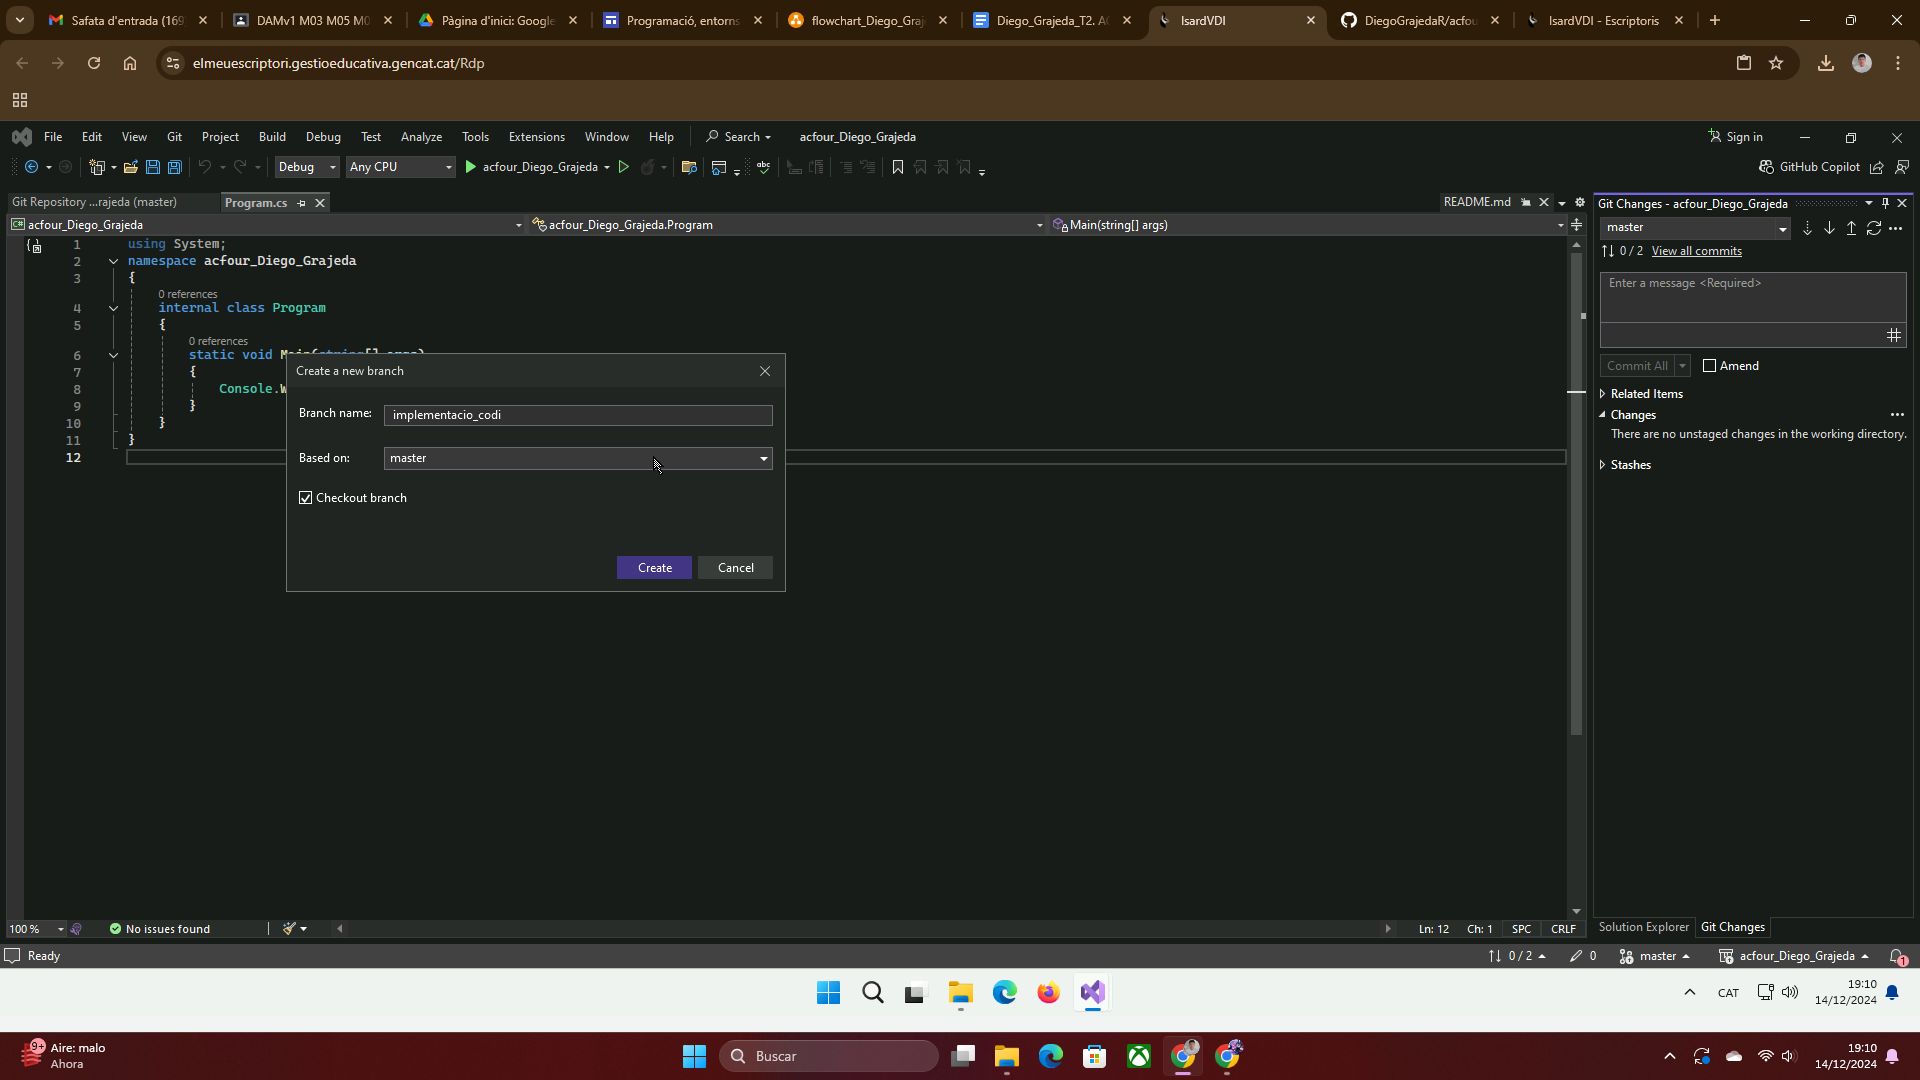 Safata d'entrada (169
DAMv1 M03 M05 M0
Pàgina d'inici: Google
Programació, entorns
flowchart_Diego_Graj
Diego_Grajeda_T2. A
IsardVDI
DiegoGrajedaR/acfou
IsardVDI - Escriptoris
elmeuescriptori.gestioeducativa.gencat.cat/Rdp
File Edit View Git Project Build Debug Test Analyze Tools Extensions Window Help Search acfour_Diego_Grajeda Sign in
Debug Any CPU acfour_Diego_Grajeda abc GitHub Copilot
Git Repository ...rajeda (master) Program.cs README.md
acfour_Diego_Grajeda acfour_Diego_Grajeda.Program Main(string[] args)
1 using System;
2 namespace acfour_Diego_Grajeda
3 {
0 references
4 internal class Program
5 {
0 references
6 static void Main(string[] args)
7 {
8 Console.W
9 }
10 }
11 }
12
Create a new branch
Branch name: implementacio_codi
Based on: master
Checkout branch
Create Cancel
Git Changes - acfour_Diego_Grajeda
master
0 / 2 View all commits
Enter a message <Required>
Commit All Amend
Related Items
Changes
There are no unstaged changes in the working directory.
Stashes
100 % No issues found Ln: 12 Ch: 1 SPC CRLF
Solution Explorer Git Changes
Ready 0 / 2 0 master acfour_Diego_Grajeda 1
CAT 19:10
14/12/2024
9+ Aire: malo
Ahora
Buscar
19:10
14/12/2024